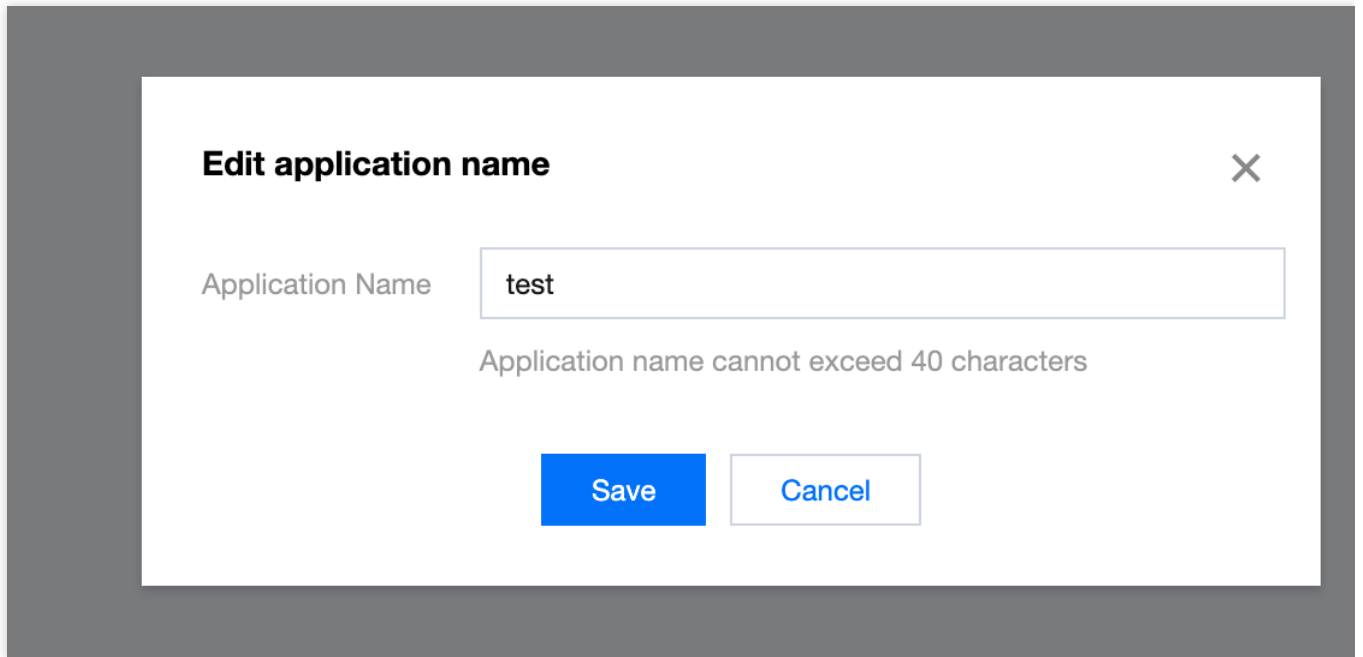 Edit application name
Application Name
test
Application name cannot exceed 40 characters
Save
Cancel